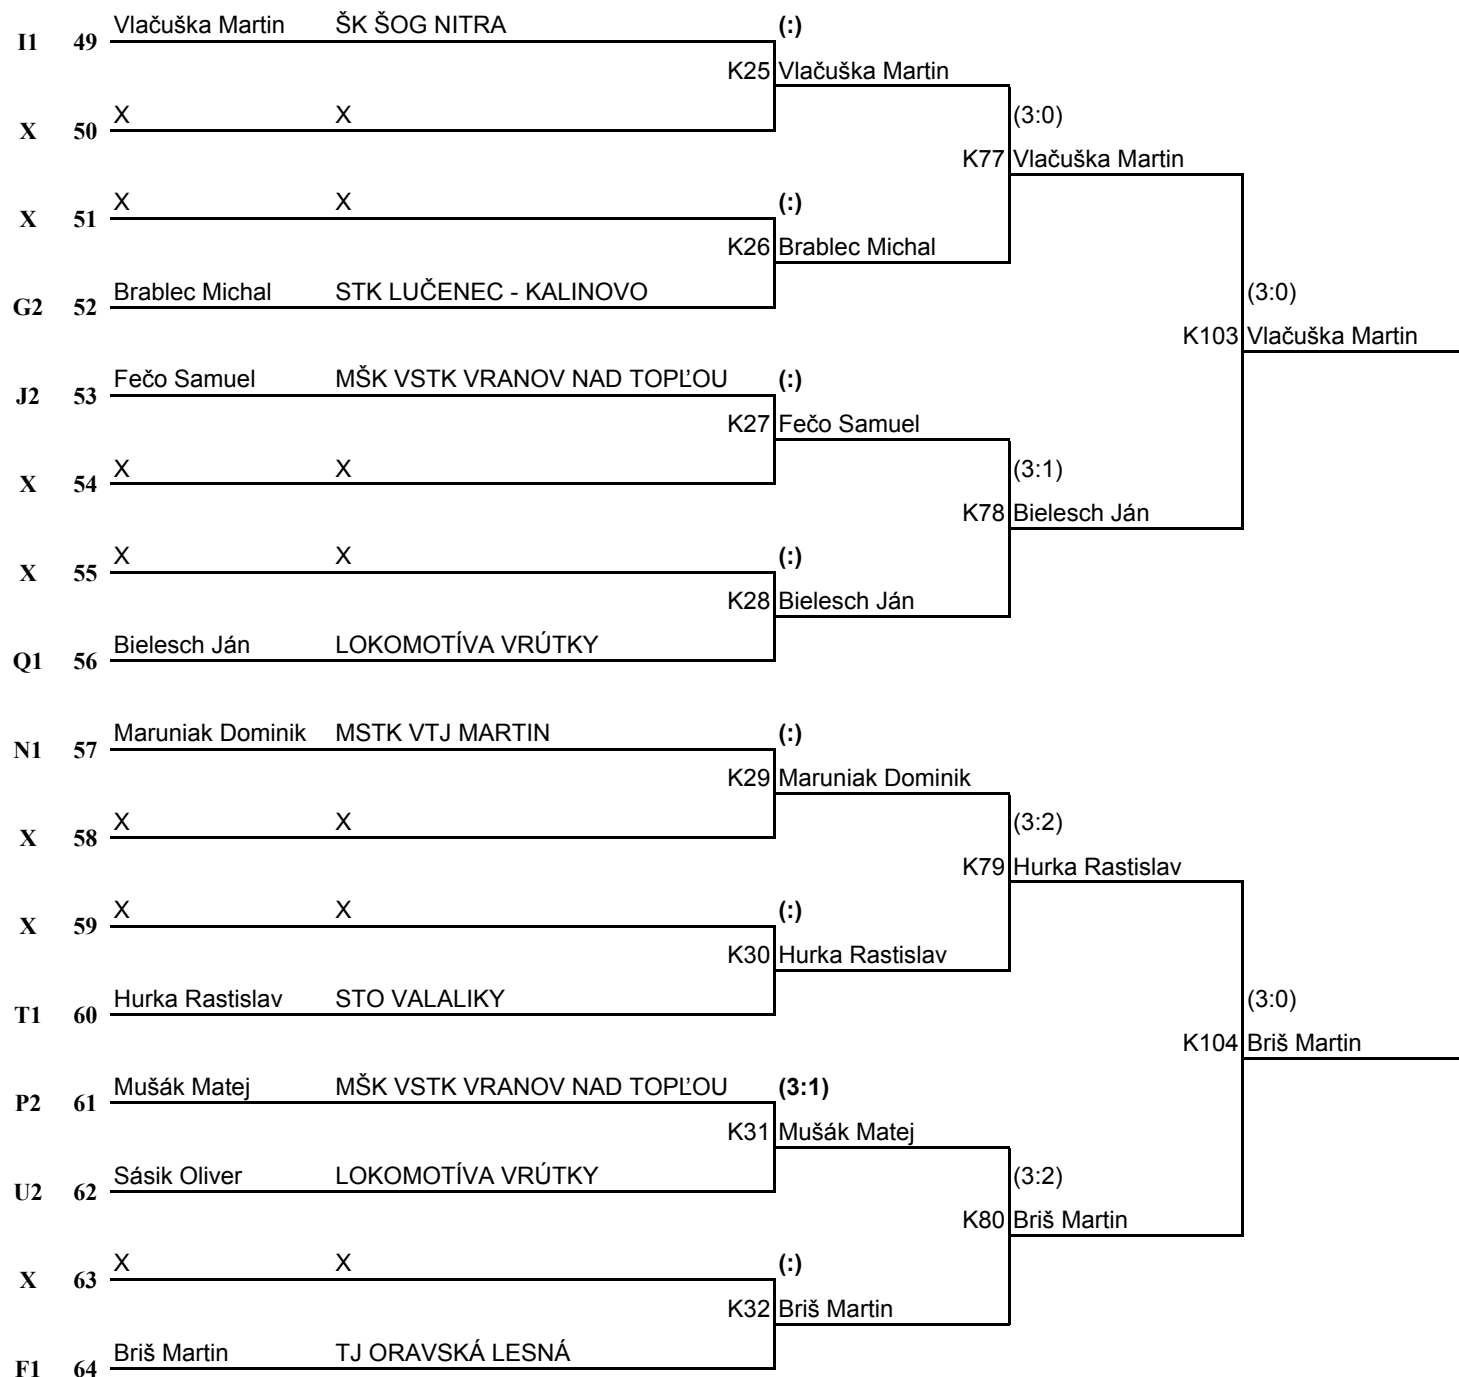 I1 49 Vlačuška Martin ŠK ŠOG NITRA (:)
K25 Vlačuška Martin
X 50 X X (3:0)
K77 Vlačuška Martin
X 51 X X (:)
K26 Brablec Michal
G2 52 Brablec Michal STK LUČENEC - KALINOVO (3:0)
K103 Vlačuška Martin
J2 53 Fečo Samuel MŠK VSTK VRANOV NAD TOPĽOU (:)
K27 Fečo Samuel
X 54 X X (3:1)
K78 Bielesch Ján
X 55 X X (:)
K28 Bielesch Ján
Q1 56 Bielesch Ján LOKOMOTÍVA VRÚTKY
N1 57 Maruniak Dominik MSTK VTJ MARTIN (:)
K29 Maruniak Dominik
X 58 X X (3:2)
K79 Hurka Rastislav
X 59 X X (:)
K30 Hurka Rastislav
T1 60 Hurka Rastislav STO VALALIKY (3:0)
K104 Briš Martin
P2 61 Mušák Matej MŠK VSTK VRANOV NAD TOPĽOU (3:1)
K31 Mušák Matej
U2 62 Sásik Oliver LOKOMOTÍVA VRÚTKY (3:2)
K80 Briš Martin
X 63 X X (:)
K32 Briš Martin
F1 64 Briš Martin TJ ORAVSKÁ LESNÁ